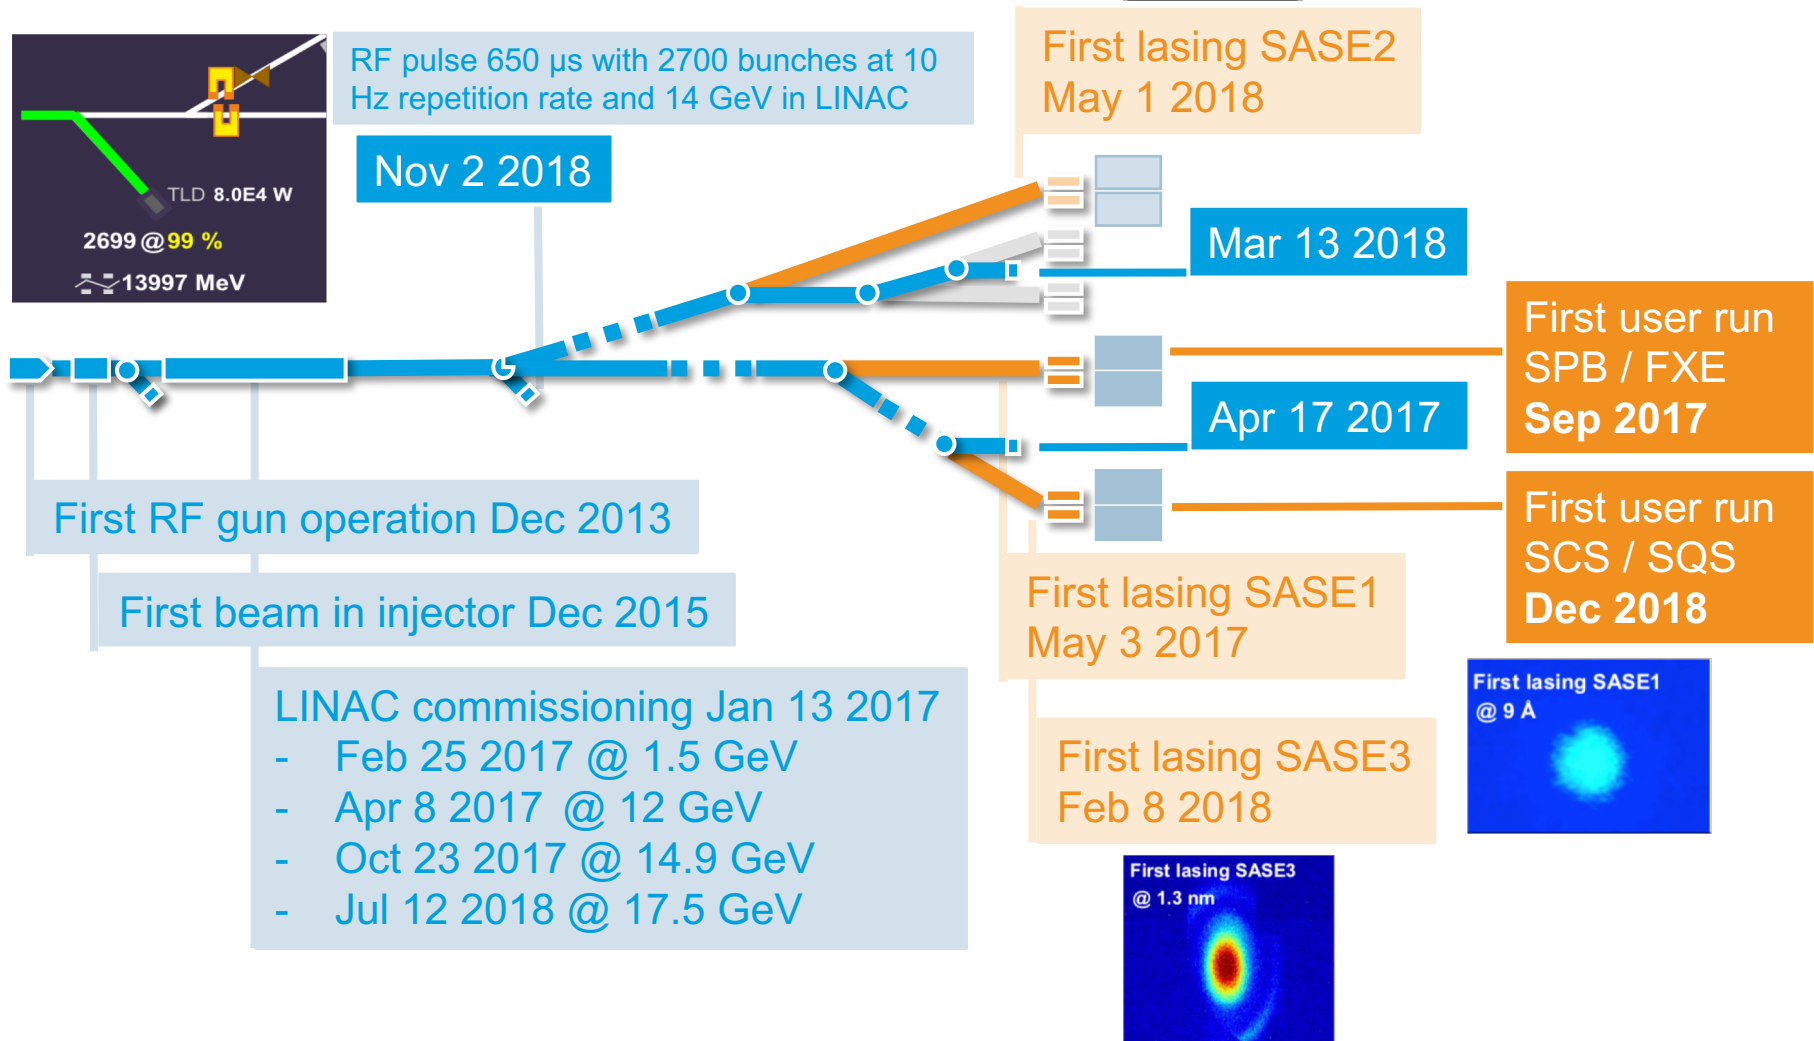 TLD 8.0E4 W
2699 @ 99 %
13997 MeV
RF pulse 650 µs with 2700 bunches at 10
Hz repetition rate and 14 GeV in LINAC
Nov 2 2018
First lasing SASE2
May 1 2018
Mar 13 2018
First user run
SPB / FXE
Sep 2017
Apr 17 2017
First user run
SCS / SQS
Dec 2018
First RF gun operation Dec 2013
First beam in injector Dec 2015
LINAC commissioning Jan 13 2017
- Feb 25 2017 @ 1.5 GeV
- Apr 8 2017 @ 12 GeV
- Oct 23 2017 @ 14.9 GeV
- Jul 12 2018 @ 17.5 GeV
First lasing SASE1
May 3 2017
First lasing SASE3
Feb 8 2018
First lasing SASE1
@ 9 Å
First lasing SASE3
@ 1.3 nm